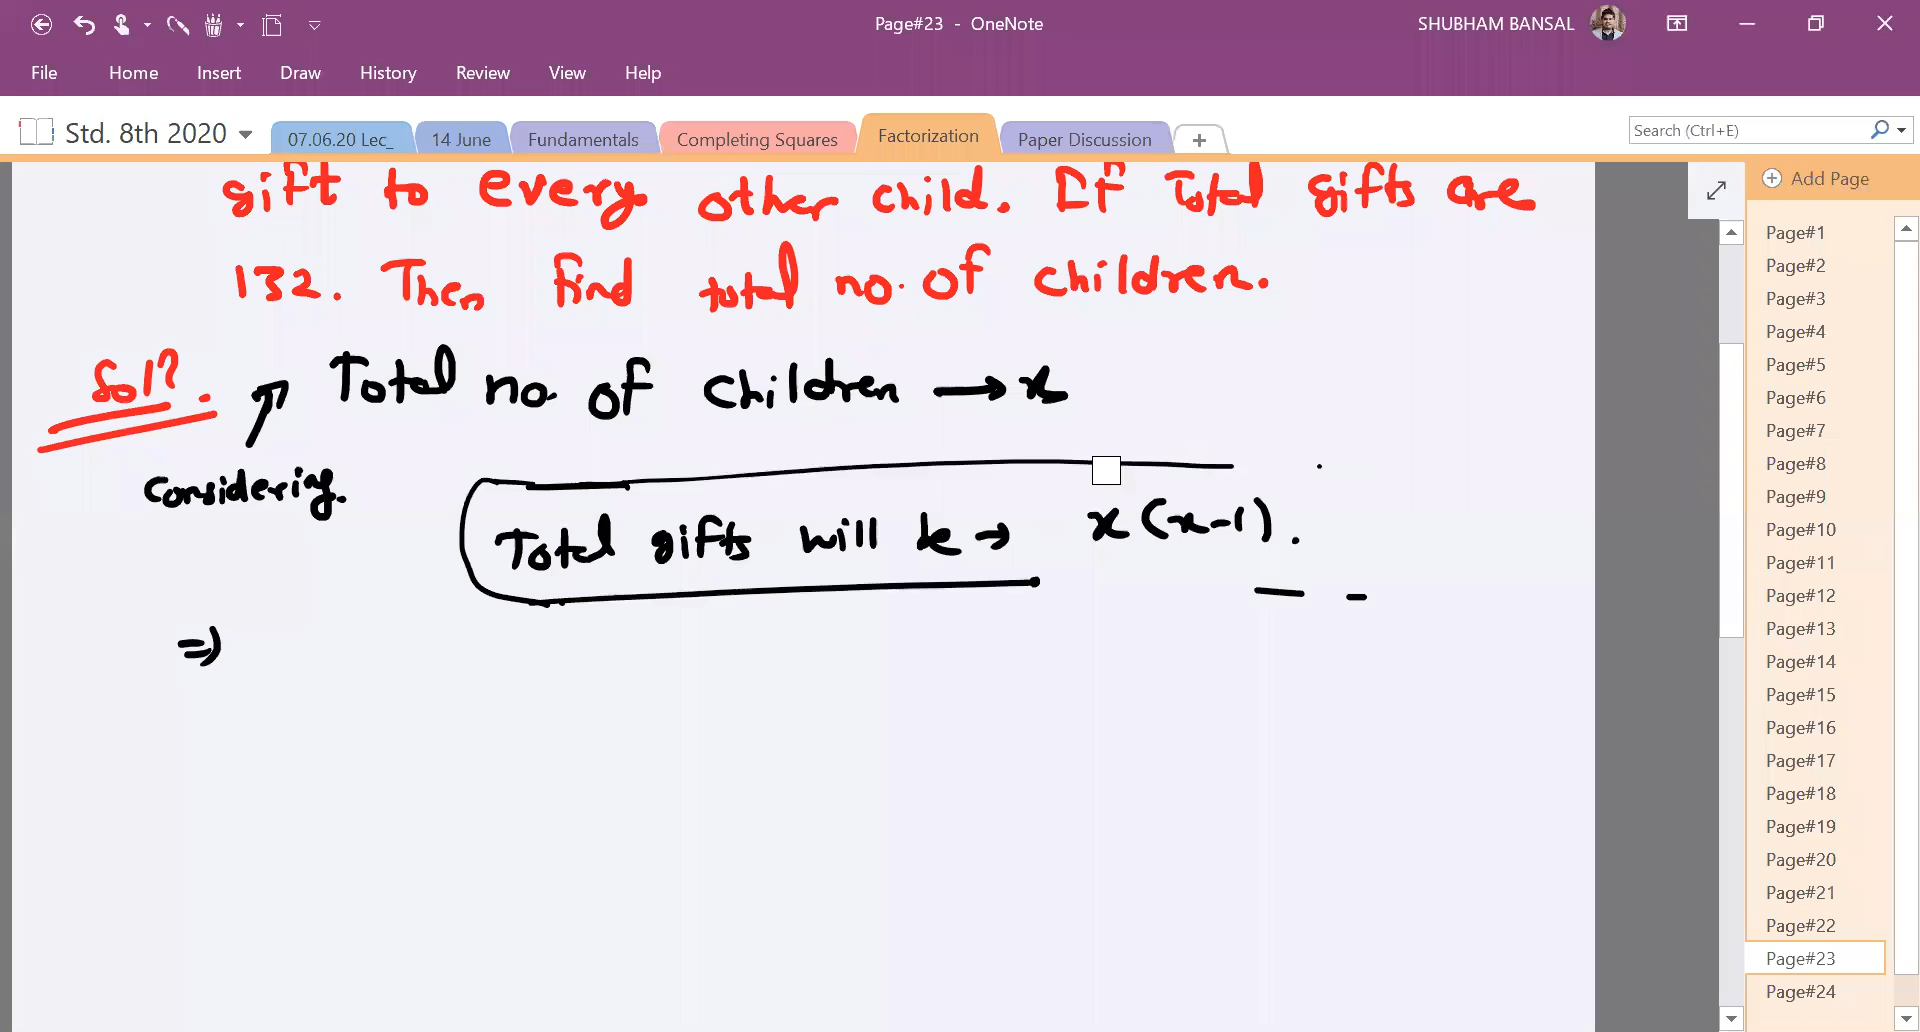 Page#23 - OneNote
SHUBHAM BANSAL
File Home Insert Draw History Review View Help
Std. 8th 2020
07.06.20 Lec_ 14 June Fundamentals Completing Squares Factorization Paper Discussion +
Search (Ctrl+E)
gift to every other child. If Total gifts are
132. Then find total no. of children.
Soln.
Total no. of children → x
Considering.
Total gifts will be → x(x-1).
⇒
Add Page
Page#1
Page#2
Page#3
Page#4
Page#5
Page#6
Page#7
Page#8
Page#9
Page#10
Page#11
Page#12
Page#13
Page#14
Page#15
Page#16
Page#17
Page#18
Page#19
Page#20
Page#21
Page#22
Page#23
Page#24